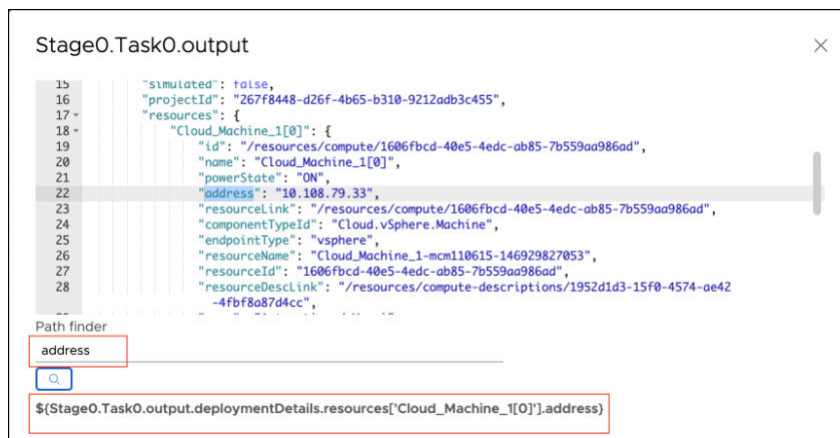 Stage0.Task0.output
15 "simulated": false,
16 "projectId": "267f8448-d26f-4b65-b310-9212adb3c455",
17 "resources": {
18 "Cloud_Machine_1[0]": {
19 "id": "/resources/compute/1606fbcd-40e5-4edc-ab85-7b559aa986ad",
20 "name": "Cloud_Machine_1[0]",
21 "powerState": "ON",
22 "address": "10.108.79.33",
23 "resourceLink": "/resources/compute/1606fbcd-40e5-4edc-ab85-7b559aa986ad",
24 "componentTypeId": "Cloud.vSphere.Machine",
25 "endpointType": "vsphere",
26 "resourceName": "Cloud_Machine_1-mcm110615-146929827053",
27 "resourceId": "1606fbcd-40e5-4edc-ab85-7b559aa986ad",
28 "resourceDescLink": "/resources/compute-descriptions/1952d1d3-15f0-4574-ae42
-4fbf8a87d4cc",
Path finder
address
${Stage0.Task0.output.deploymentDetails.resources['Cloud_Machine_1[0]'].address}